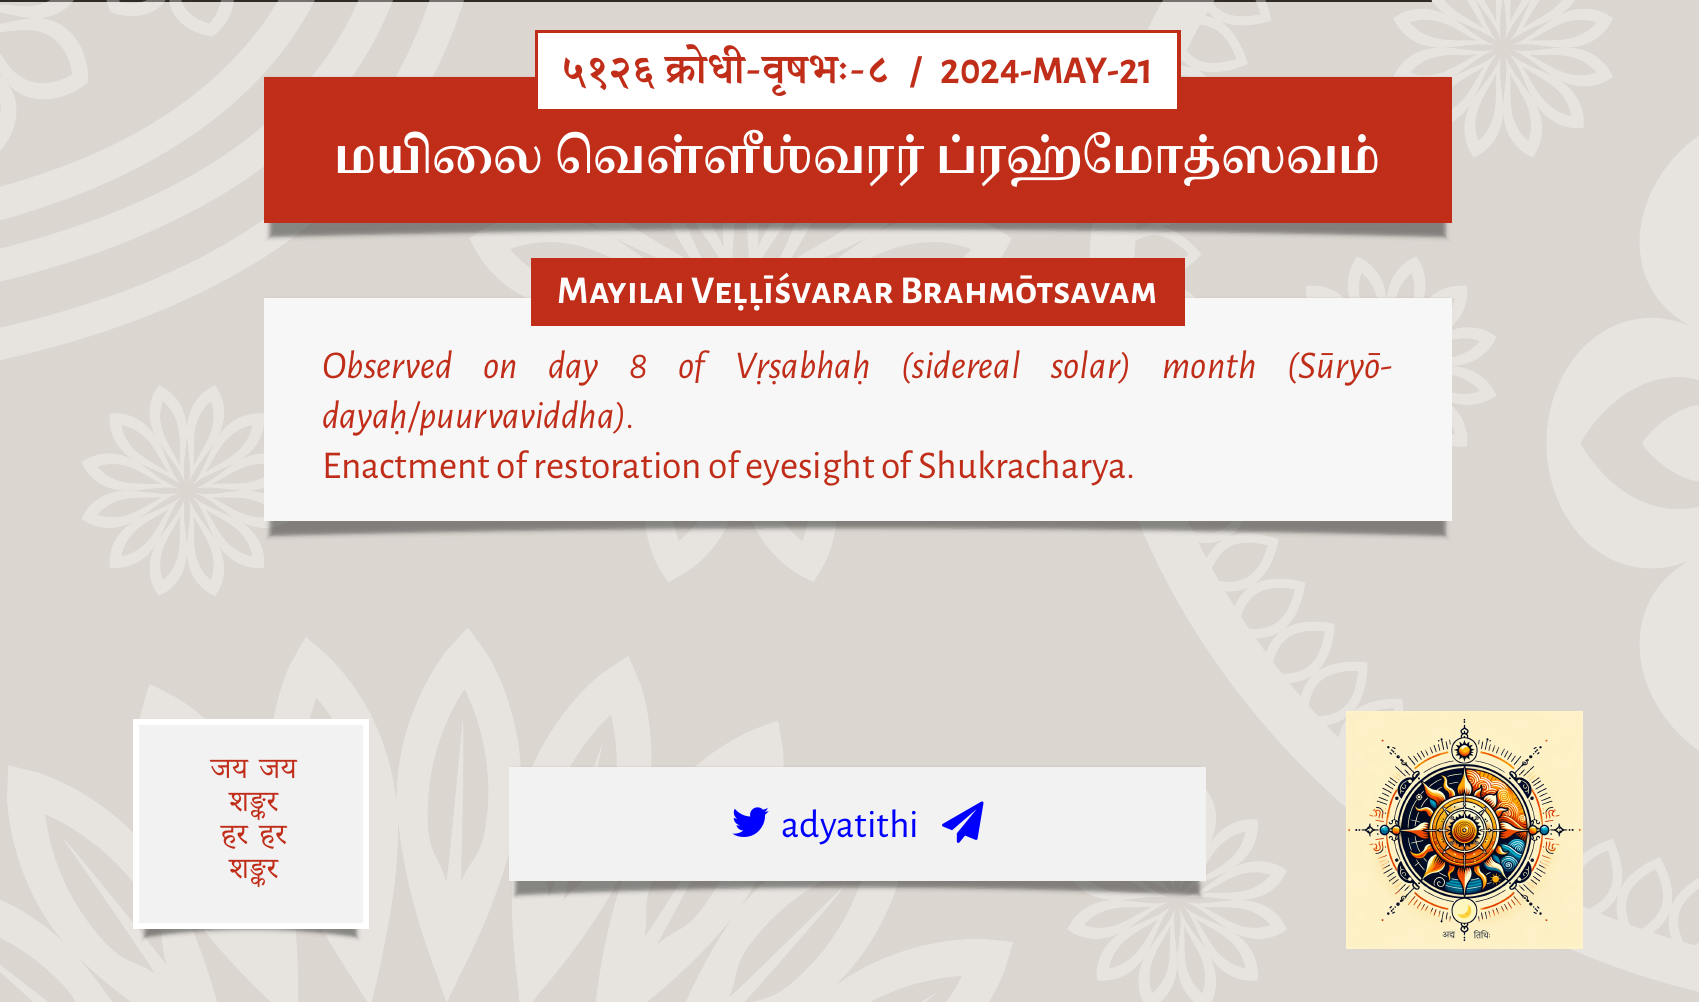 ५१२६ क्रोधी-वृषभः-८ / 2024-MAY-21
மயிலை வெள்ளீஶ்வரர் ப்ரஹ்மோத்ஸவம்
Mayilai Veḷḷīśvarar Brahmōtsavam
Observed on day 8 of Vṛṣabhaḥ (sidereal solar) month (Sūryō-
dayaḥ/puurvaviddha).
Enactment of restoration of eyesight of Shukracharya.
जय जय
शङ्कर
हर हर
शङ्कर
adyatithi
अद्य तिथिः